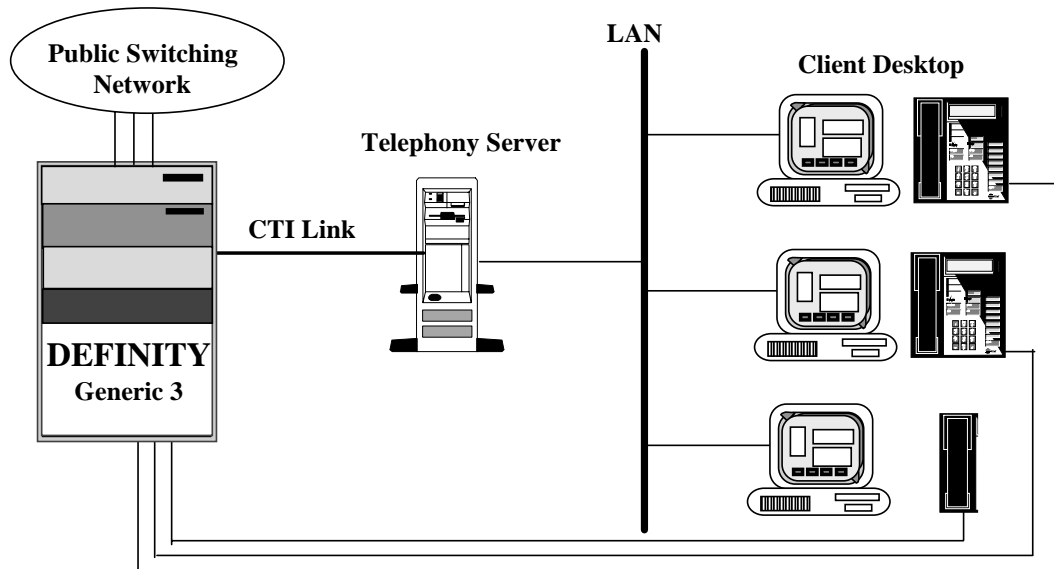 Public Switching
Network
LAN
Client Desktop
Telephony Server
CTI Link
DEFINITY
Generic 3